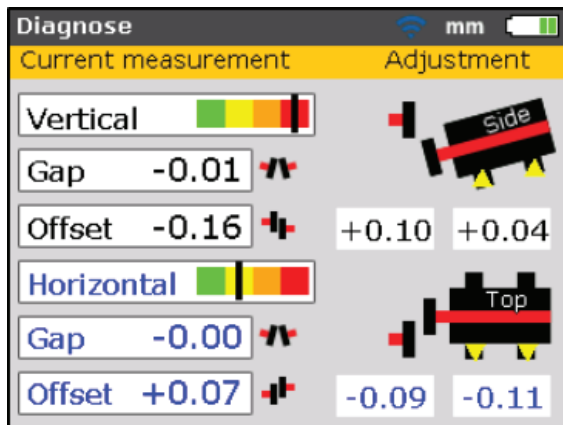 Diagnose mm
Current measurement Adjustment
Vertical
Side
Gap -0.01
Offset -0.16 +0.10 +0.04
Horizontal
Top
Gap -0.00
Offset +0.07 -0.09 -0.11